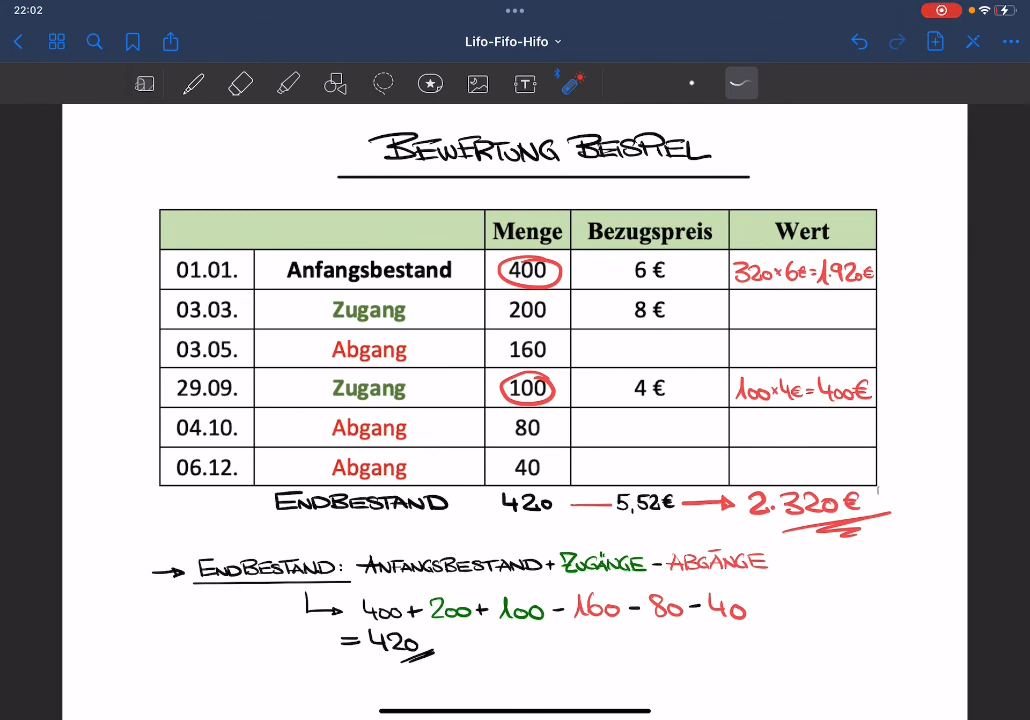 22:02
Lifo-Fifo-Hifo
BEWERTUNG BEISPIEL
Menge Bezugspreis Wert
01.01. Anfangsbestand 400 6 € 320×6€=1.920€
03.03. Zugang 200 8 €
03.05. Abgang 160
29.09. Zugang 100 4 € 100×4€=400€
04.10. Abgang 80
06.12. Abgang 40
ENDBESTAND 420 — 5,52€ → 2.320€
→ ENDBESTAND: ANFANGSBESTAND + ZUGÄNGE - ABGÄNGE
↳ 400 + 200 + 100 - 160 - 80 - 40
= 420